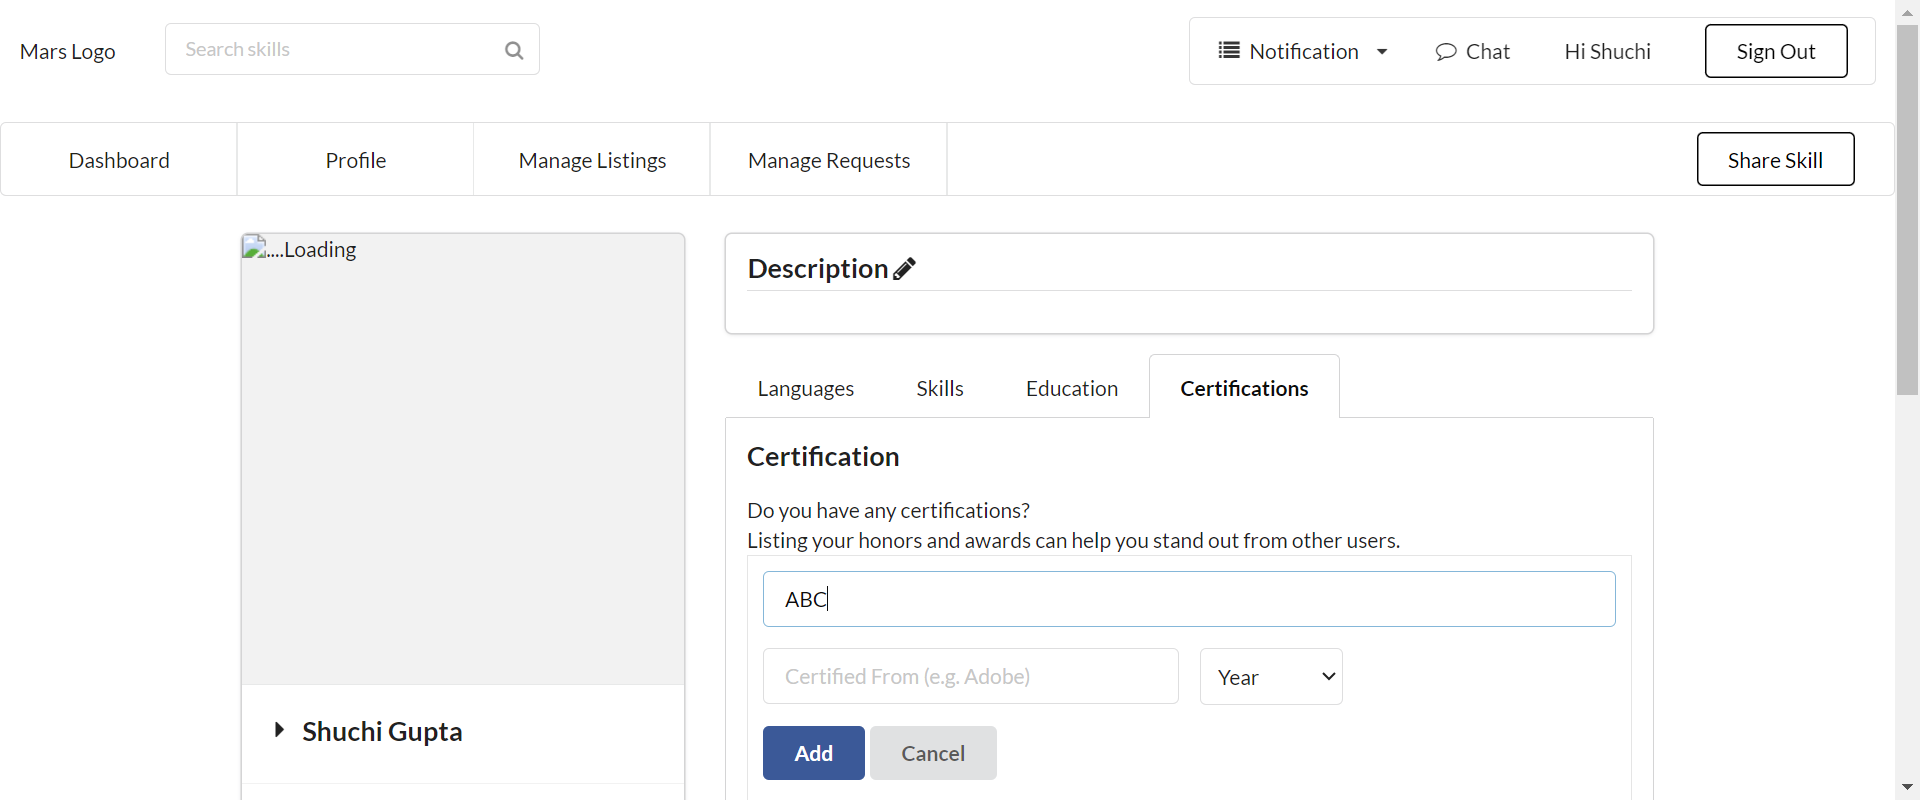 Mars Logo
Search skills
Notification
Chat
Hi Shuchi
Sign Out
Dashboard
Profile
Manage Listings
Manage Requests
Share Skill
....Loading
Shuchi Gupta
Description
Languages
Skills
Education
Certifications
Certification
Do you have any certifications?
Listing your honors and awards can help you stand out from other users.
ABC
Certified From (e.g. Adobe)
Year
Add
Cancel